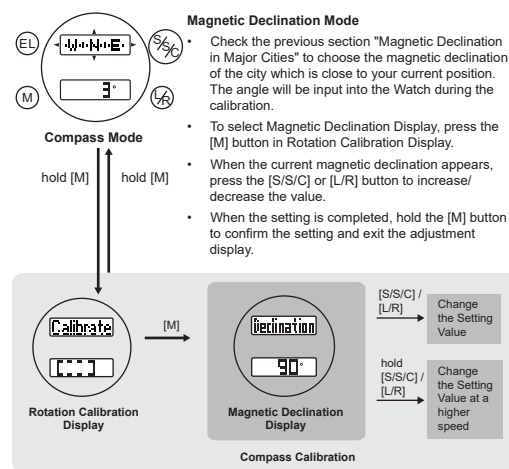 Magnetic Declination Mode
EL
W·N·E
S/S/C
M
3°
L/R
Compass Mode
• Check the previous section "Magnetic Declination
in Major Cities" to choose the magnetic declination
of the city which is close to your current position.
The angle will be input into the Watch during the
calibration.
• To select Magnetic Declination Display, press the
[M] button in Rotation Calibration Display.
• When the current magnetic declination appears,
press the [S/S/C] or [L/R] button to increase/
decrease the value.
• When the setting is completed, hold the [M] button
to confirm the setting and exit the adjustment
display.
hold [M]
hold [M]
Calibrate
[M]
Declination
90°
[S/S/C] /
[L/R]
Change
the Setting
Value
hold
[S/S/C] /
[L/R]
Change
the Setting
Value at a
higher
speed
Rotation Calibration
Display
Magnetic Declination
Display
Compass Calibration